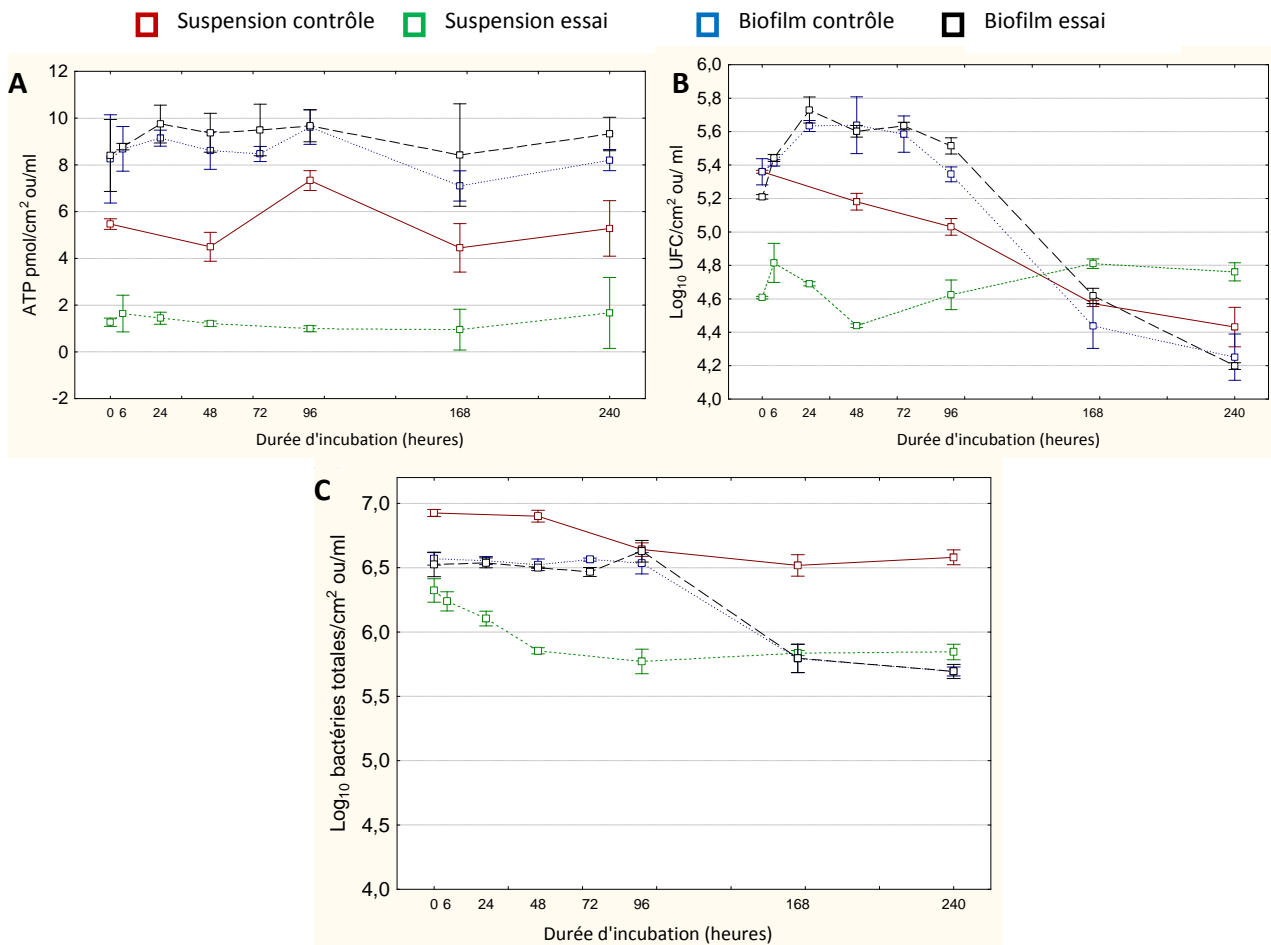 Suspension contrôle Suspension essai Biofilm contrôle Biofilm essai
A
ATP pmol/cm² ou/ml
12
10
8
6
4
2
0
-2
0 6 24 48 72 96 168 240
Durée d'incubation (heures)
B
Log₁₀ UFC/cm² ou/ ml
6,0
5,8
5,6
5,4
5,2
5,0
4,8
4,6
4,4
4,2
4,0
0 6 24 48 72 96 168 240
Durée d'incubation (heures)
C
Log₁₀ bactéries totales/cm² ou/ml
7,0
6,5
6,0
5,5
5,0
4,5
4,0
0 6 24 48 72 96 168 240
Durée d'incubation (heures)